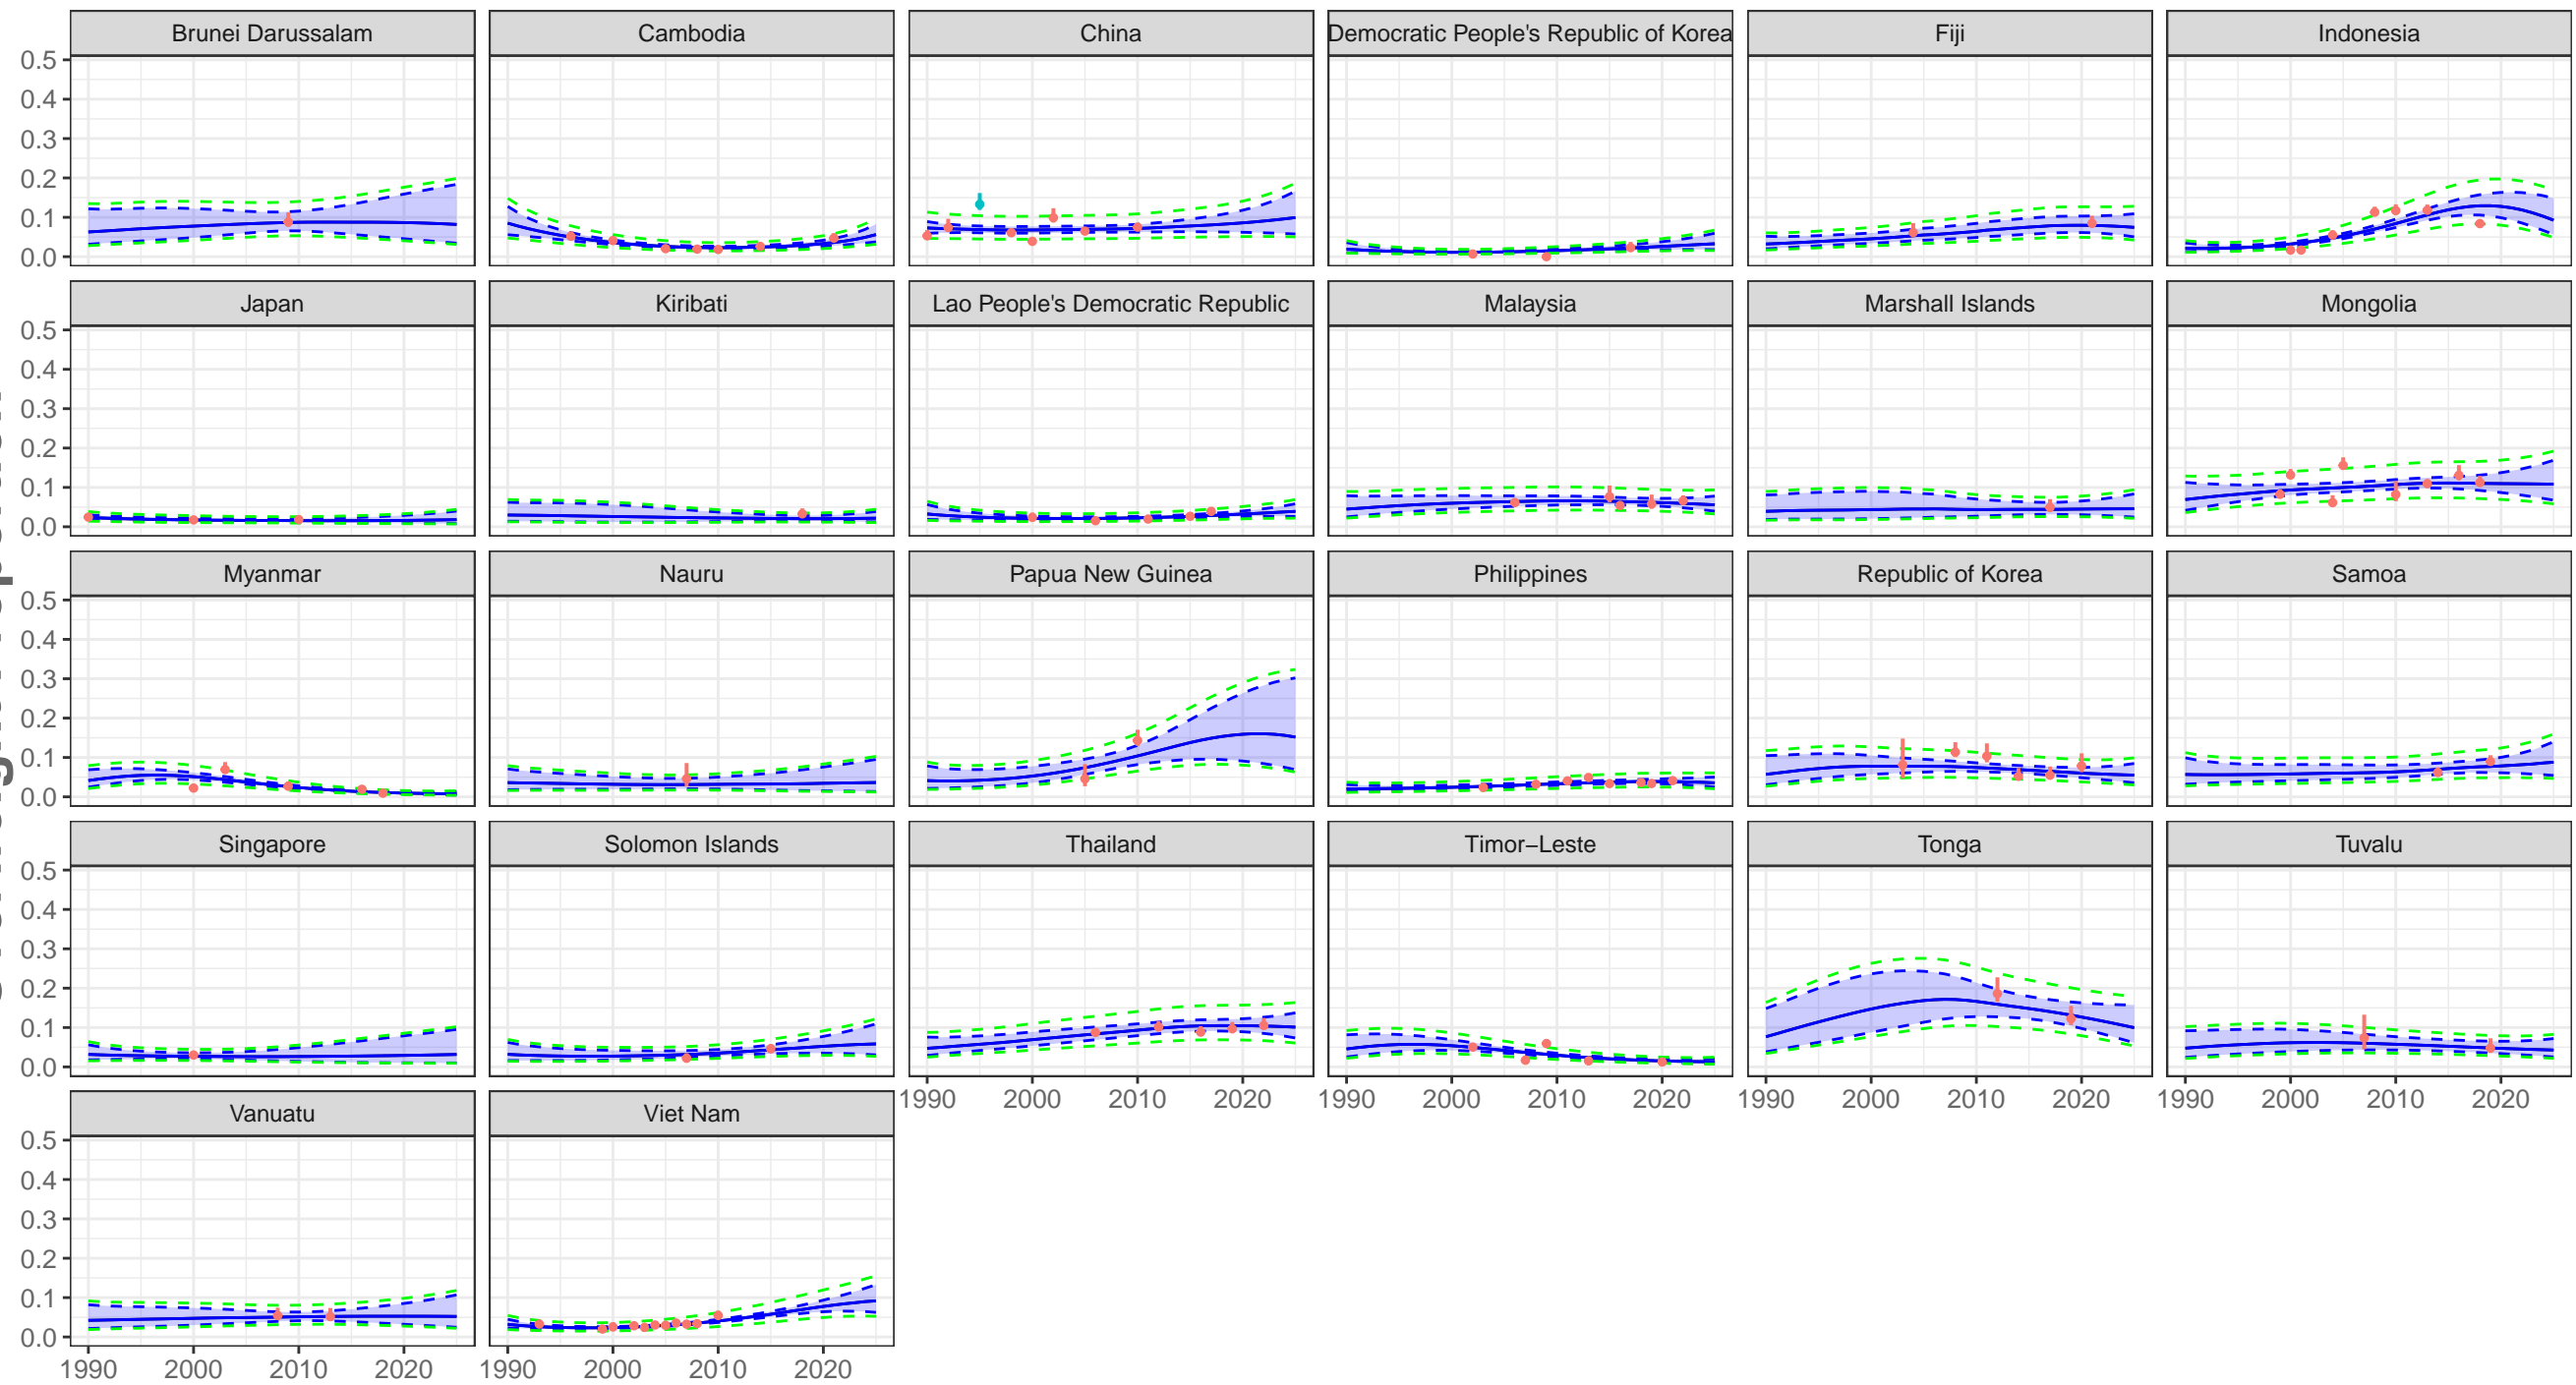 Brunei Darussalam
Cambodia
China
Democratic People's Republic of Korea
Fiji
Indonesia
0.5
0.4
0.3
0.2
0.1
0.0
Japan
Kiribati
Lao People's Democratic Republic
Malaysia
Marshall Islands
Mongolia
0.5
0.4
0.3
0.2
0.1
0.0
Myanmar
Nauru
Papua New Guinea
Philippines
Republic of Korea
Samoa
0.5
0.4
0.3
0.2
0.1
0.0
Singapore
Solomon Islands
Thailand
Timor−Leste
Tonga
Tuvalu
0.5
0.4
0.3
0.2
0.1
0.0
1990 2000 2010 2020
1990 2000 2010 2020
1990 2000 2010 2020
1990 2000 2010 2020
Vanuatu
Viet Nam
0.5
0.4
0.3
0.2
0.1
0.0
1990 2000 2010 2020
1990 2000 2010 2020